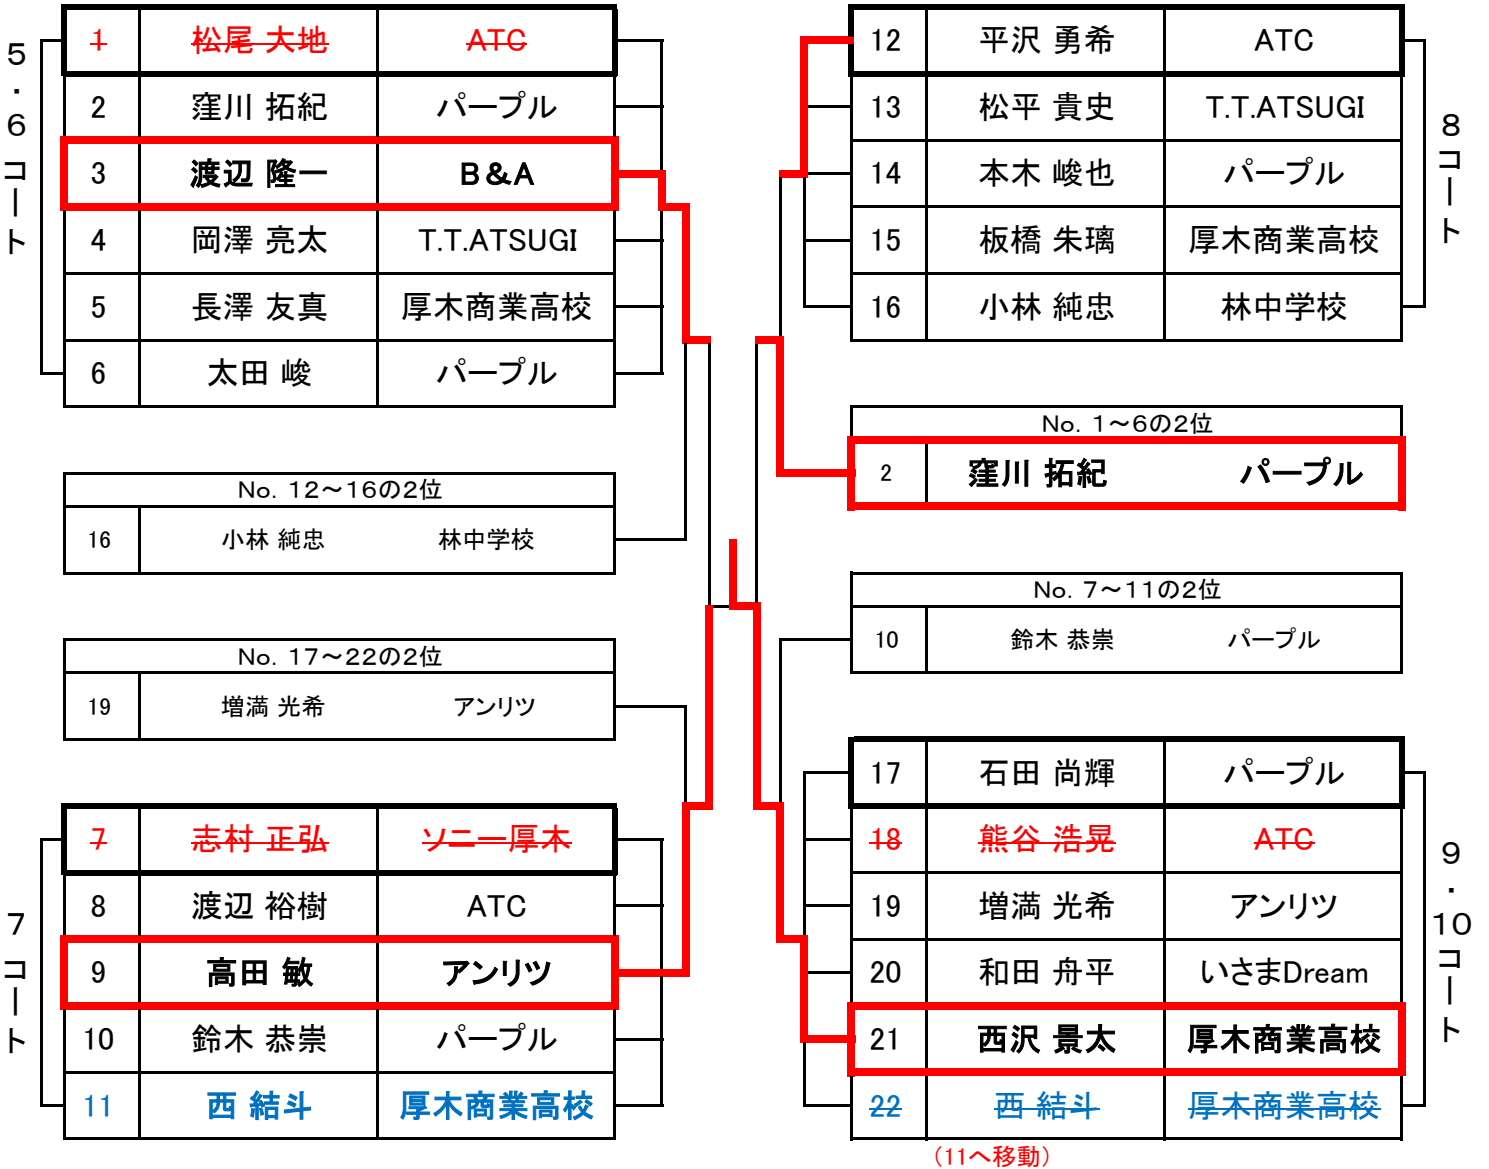 5・6コート
1 松尾 大地 ATC
2 窪川 拓紀 パープル
3 渡辺 隆一 B&A
4 岡澤 亮太 T.T.ATSUGI
5 長澤 友真 厚木商業高校
6 太田 峻 パープル
No. 12～16の2位
16 小林 純忠 林中学校
No. 17～22の2位
19 増満 光希 アンリツ
7コート
7 志村 正弘 ソニー厚木
8 渡辺 裕樹 ATC
9 高田 敏 アンリツ
10 鈴木 恭崇 パープル
11 西 結斗 厚木商業高校
8コート
12 平沢 勇希 ATC
13 松平 貴史 T.T.ATSUGI
14 本木 峻也 パープル
15 板橋 朱璃 厚木商業高校
16 小林 純忠 林中学校
No. 1～6の2位
2 窪川 拓紀 パープル
No. 7～11の2位
10 鈴木 恭崇 パープル
9・10コート
17 石田 尚輝 パープル
18 熊谷 浩晃 ATC
19 増満 光希 アンリツ
20 和田 舟平 いさまDream
21 西沢 景太 厚木商業高校
22 西 結斗 厚木商業高校
(11へ移動)